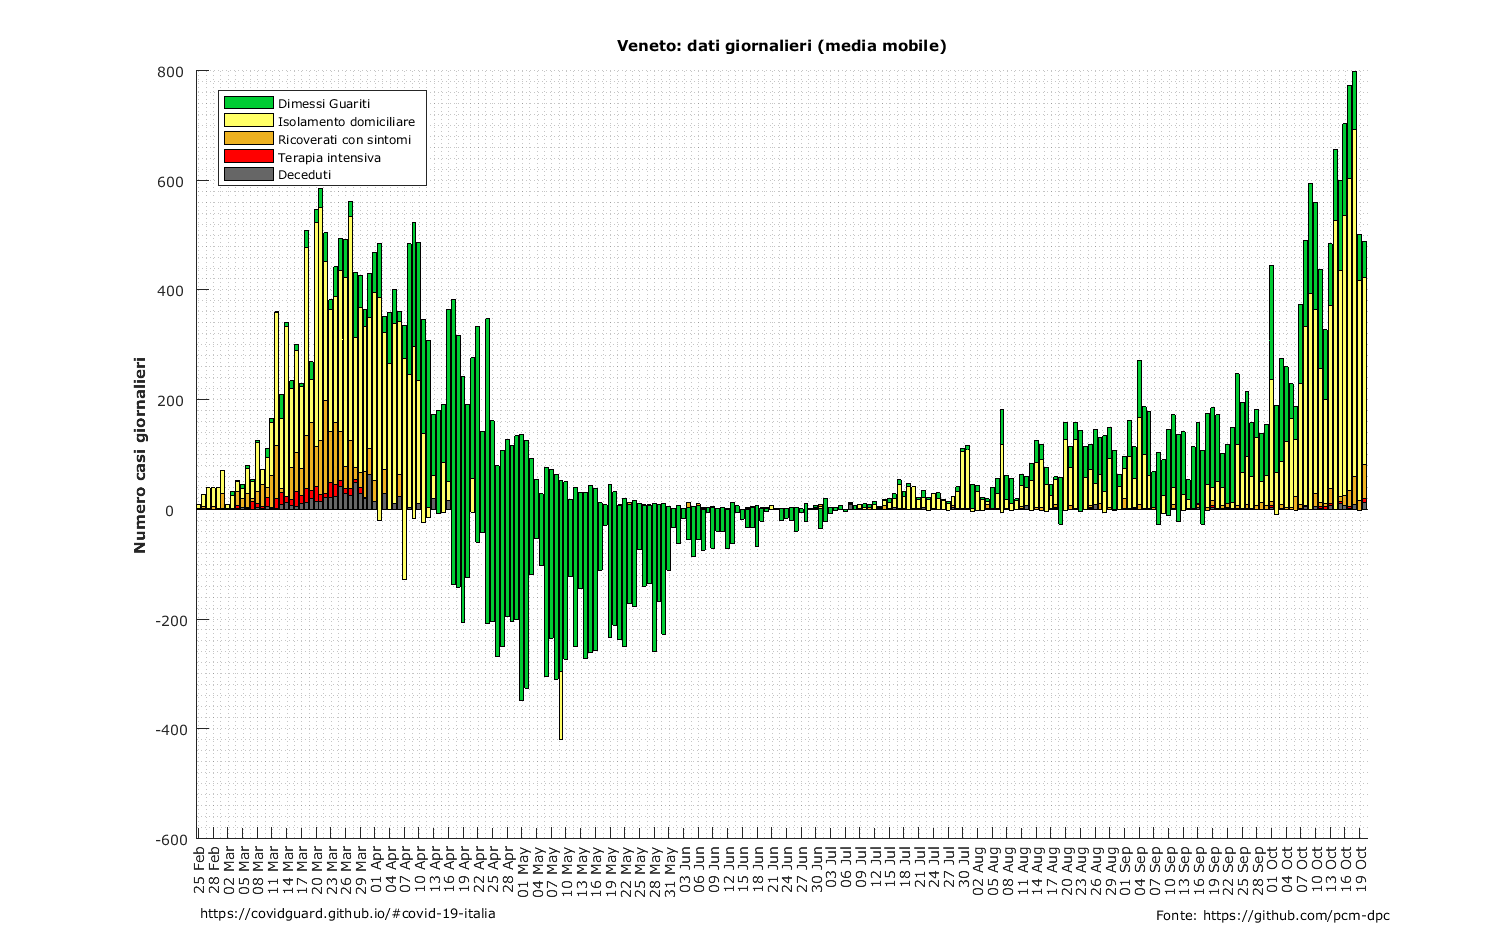 Veneto: dati giornalieri (media mobile)
Numero casi giornalieri
800
600
400
200
0
-200
-400
-600
Dimessi Guariti
Isolamento domiciliare
Ricoverati con sintomi
Terapia intensiva
Deceduti
25 Feb
28 Feb
02 Mar
05 Mar
08 Mar
11 Mar
14 Mar
17 Mar
20 Mar
23 Mar
26 Mar
29 Mar
01 Apr
04 Apr
07 Apr
10 Apr
13 Apr
16 Apr
19 Apr
22 Apr
25 Apr
28 Apr
01 May
04 May
07 May
10 May
13 May
16 May
19 May
22 May
25 May
28 May
31 May
03 Jun
06 Jun
09 Jun
12 Jun
15 Jun
18 Jun
21 Jun
24 Jun
27 Jun
30 Jun
03 Jul
06 Jul
09 Jul
12 Jul
15 Jul
18 Jul
21 Jul
24 Jul
27 Jul
30 Jul
02 Aug
05 Aug
08 Aug
11 Aug
14 Aug
17 Aug
20 Aug
23 Aug
26 Aug
29 Aug
01 Sep
04 Sep
07 Sep
10 Sep
13 Sep
16 Sep
19 Sep
22 Sep
25 Sep
28 Sep
01 Oct
04 Oct
07 Oct
10 Oct
13 Oct
16 Oct
19 Oct
https://covidguard.github.io/#covid-19-italia
Fonte: https://github.com/pcm-dpc